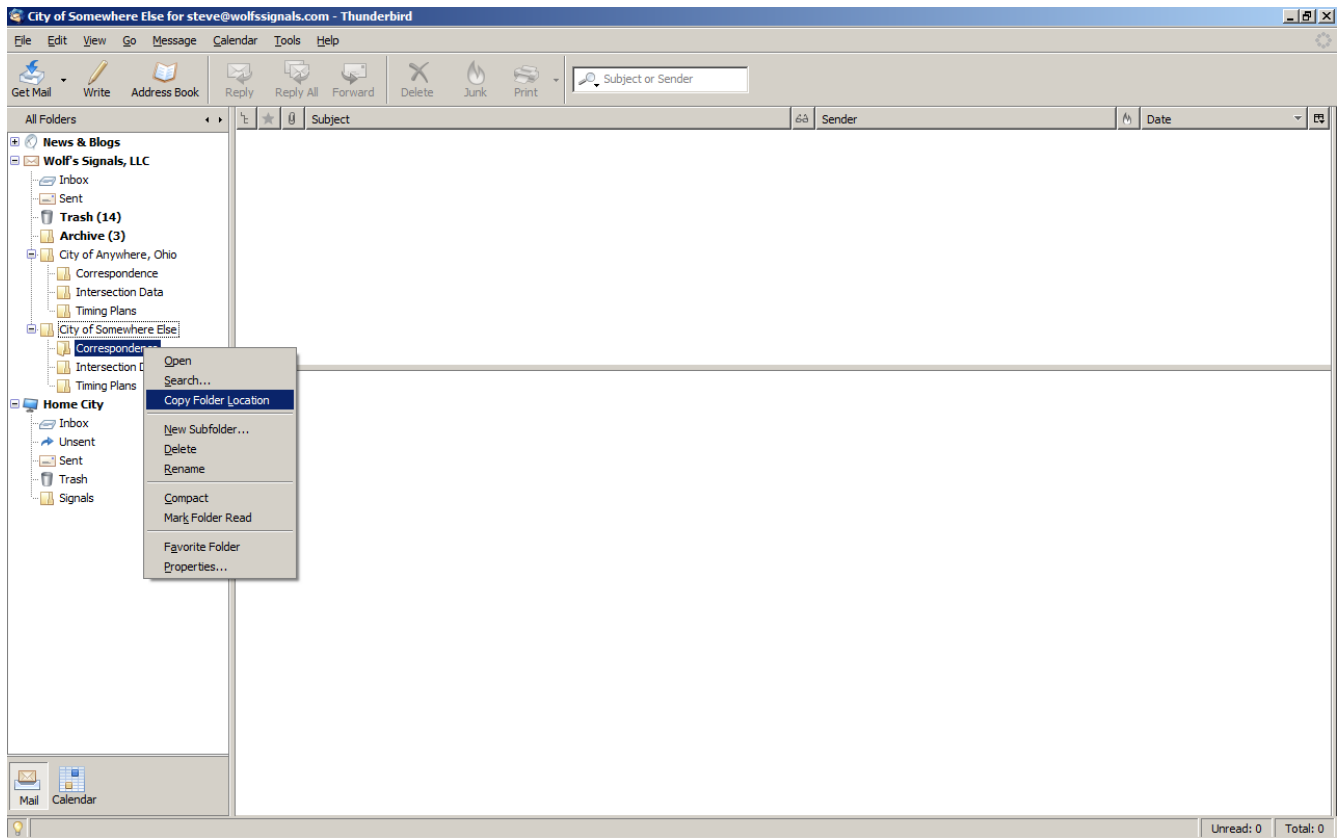 City of Somewhere Else for steve@wolfssignals.com - Thunderbird
File Edit View Go Message Calendar Tools Help
Get Mail Write Address Book Reply Reply All Forward Delete Junk Print Subject or Sender
All Folders Subject Sender Date
News & Blogs
Wolf's Signals, LLC
Inbox
Sent
Trash (14)
Archive (3)
City of Anywhere, Ohio
Correspondence
Intersection Data
Timing Plans
City of Somewhere Else
Correspondence
Intersection D
Timing Plans
Home City
Inbox
Unsent
Sent
Trash
Signals
Open
Search...
Copy Folder Location
New Subfolder...
Delete
Rename
Compact
Mark Folder Read
Favorite Folder
Properties...
Mail Calendar
Unread: 0 Total: 0